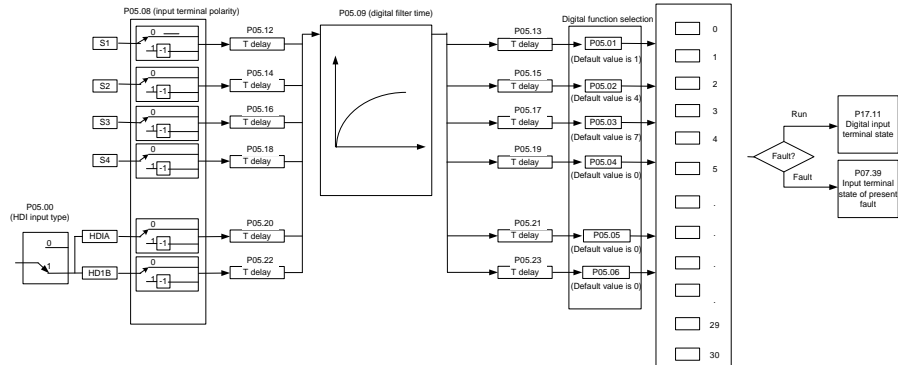 P05.08 (input terminal polarity)
P05.09 (digital filter time)
Digital function selection
S1
0
1
-1
P05.12
T delay
P05.13
T delay
P05.01
(Default value is 1)
S2
0
1
-1
P05.14
T delay
P05.15
T delay
P05.02
(Default value is 4)
S3
0
1
-1
P05.16
T delay
P05.17
T delay
P05.03
(Default value is 7)
S4
0
1
-1
P05.18
T delay
P05.19
T delay
P05.04
(Default value is 0)
P05.00
(HDI input type)
0
1
HDIA
0
1
-1
P05.20
T delay
P05.21
T delay
P05.05
(Default value is 0)
HD1B
0
1
-1
P05.22
T delay
P05.23
T delay
P05.06
(Default value is 0)
0
1
2
3
4
5
.
.
.
.
29
30
Fault?
Run
Fault
P17.11
Digital input
terminal state
P07.39
Input terminal
state of present
fault